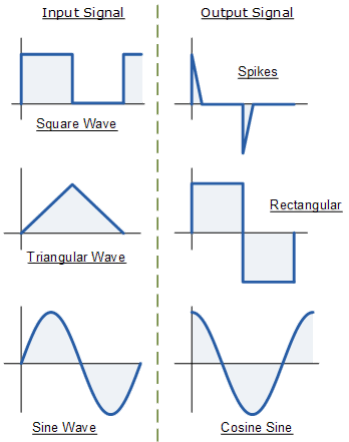 Input Signal
Output Signal
Spikes
Square Wave
Rectangular
Triangular Wave
Sine Wave
Cosine Sine